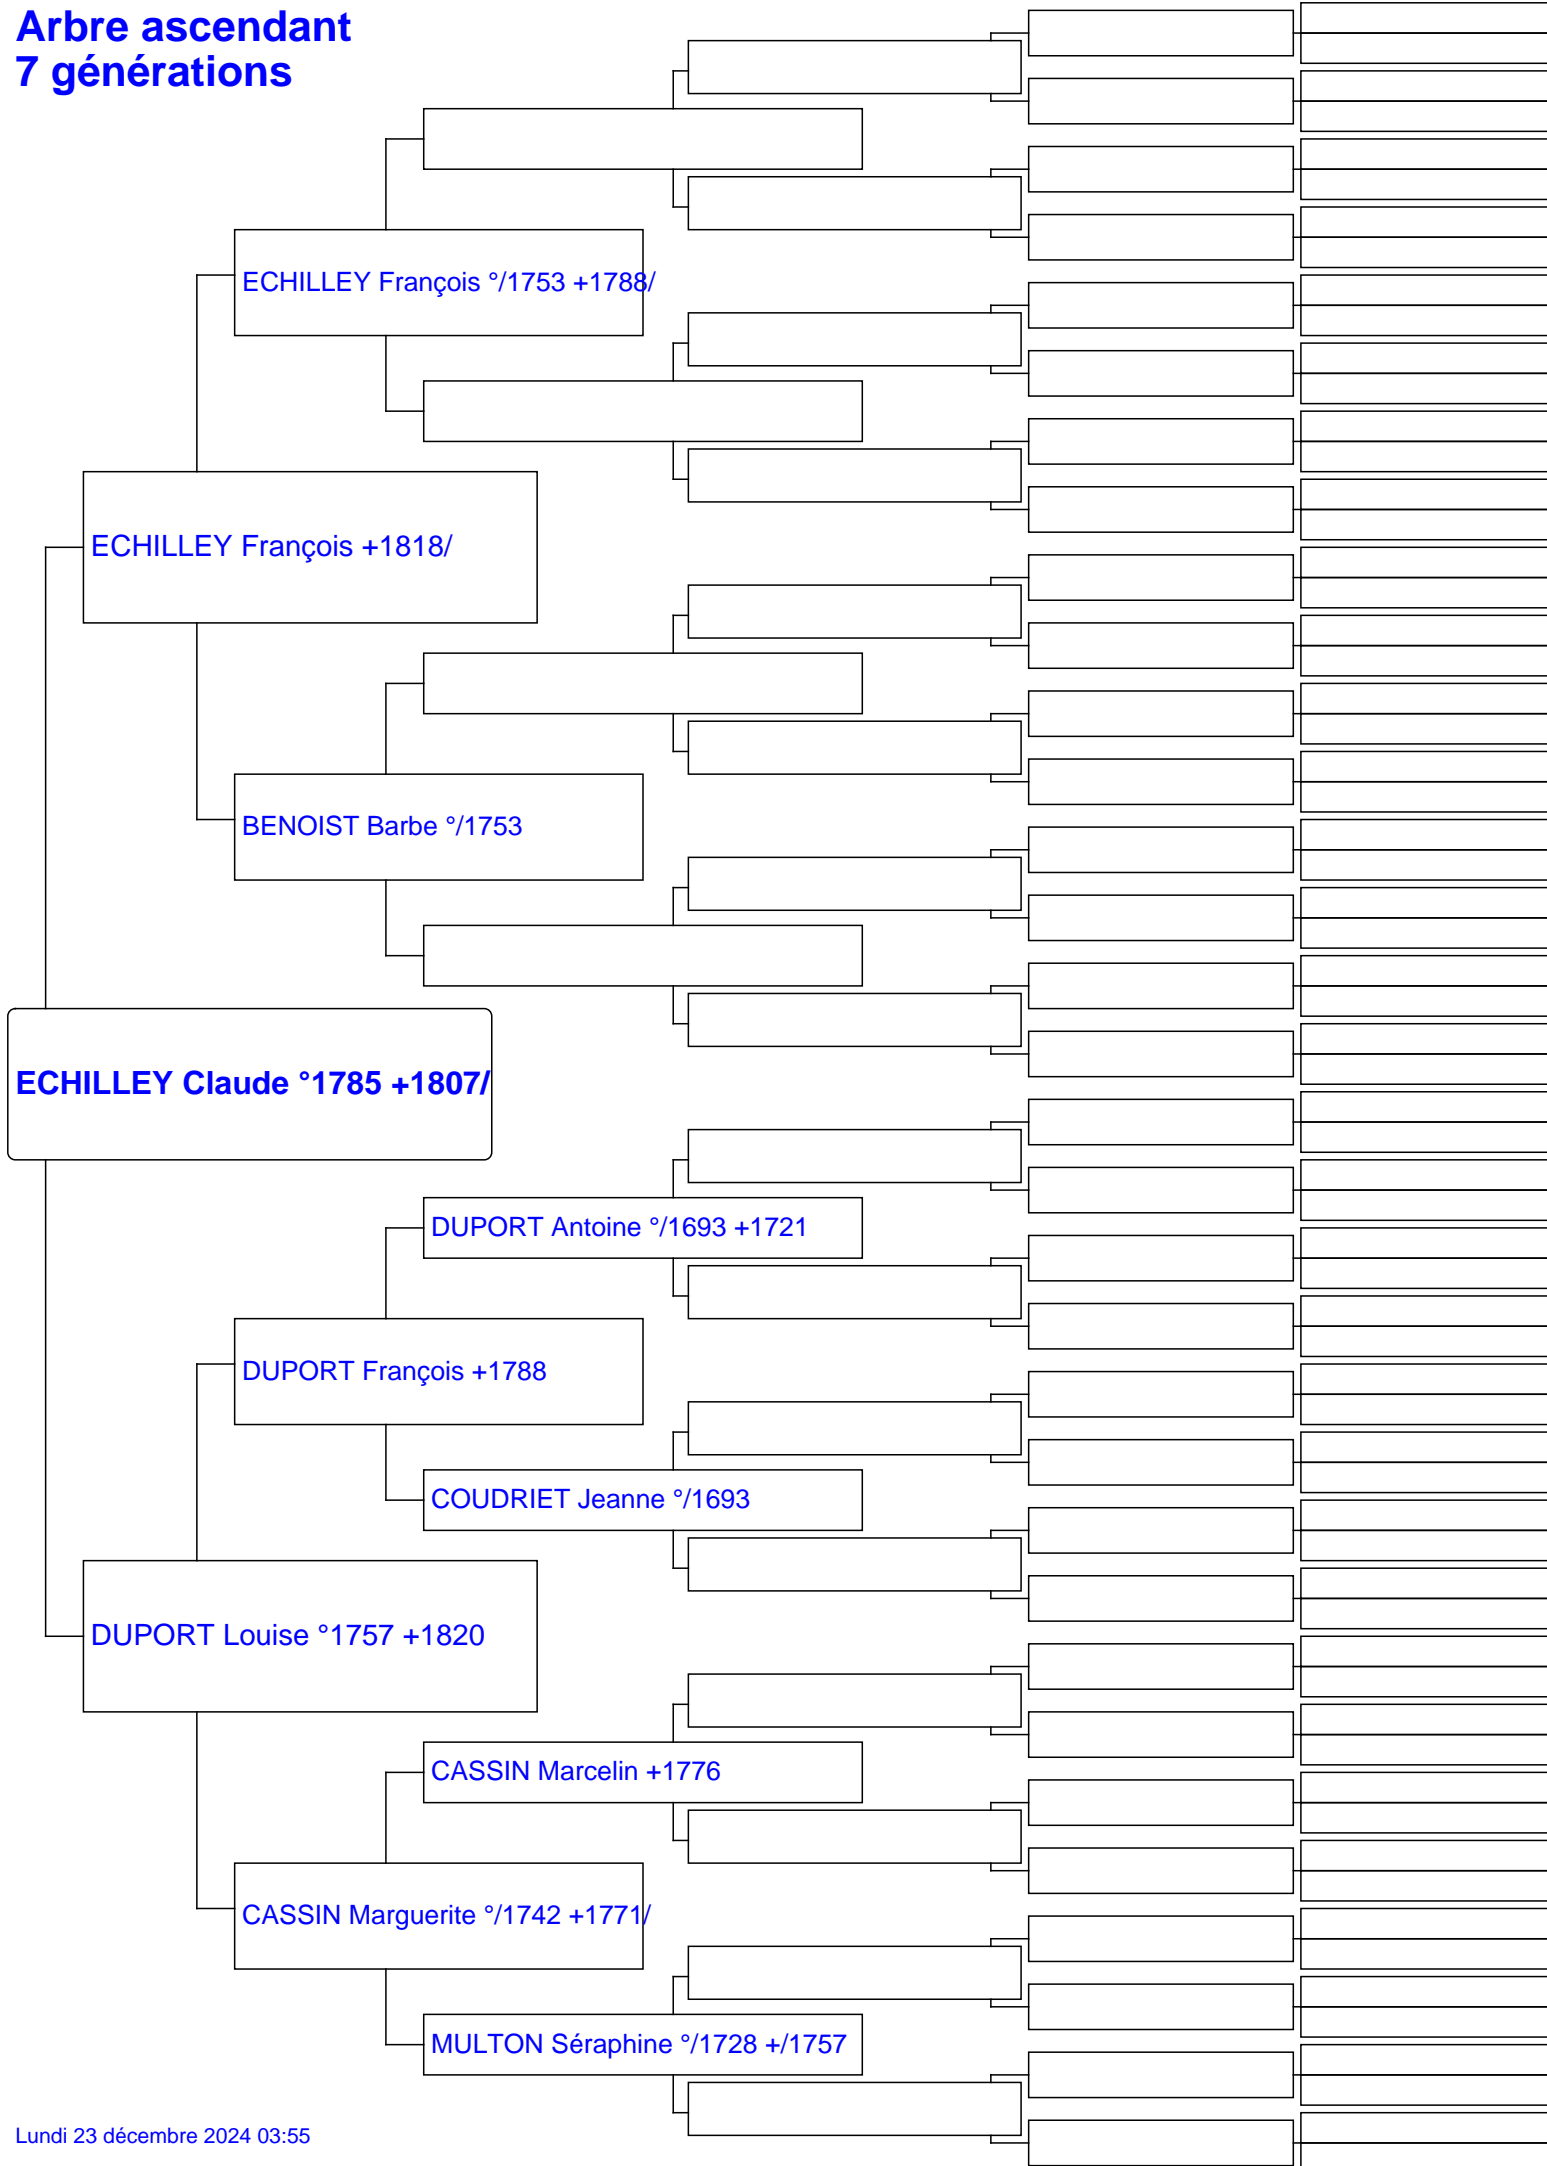 Arbre ascendant
7 générations
ECHILLEY François °/1753 +1788/
ECHILLEY François +1818/
BENOIST Barbe °/1753
ECHILLEY Claude °1785 +1807/
DUPORT Antoine °/1693 +1721
DUPORT François +1788
COUDRIET Jeanne °/1693
DUPORT Louise °1757 +1820
CASSIN Marcelin +1776
CASSIN Marguerite °/1742 +1771/
MULTON Séraphine °/1728 +/1757
Lundi 23 décembre 2024 03:55